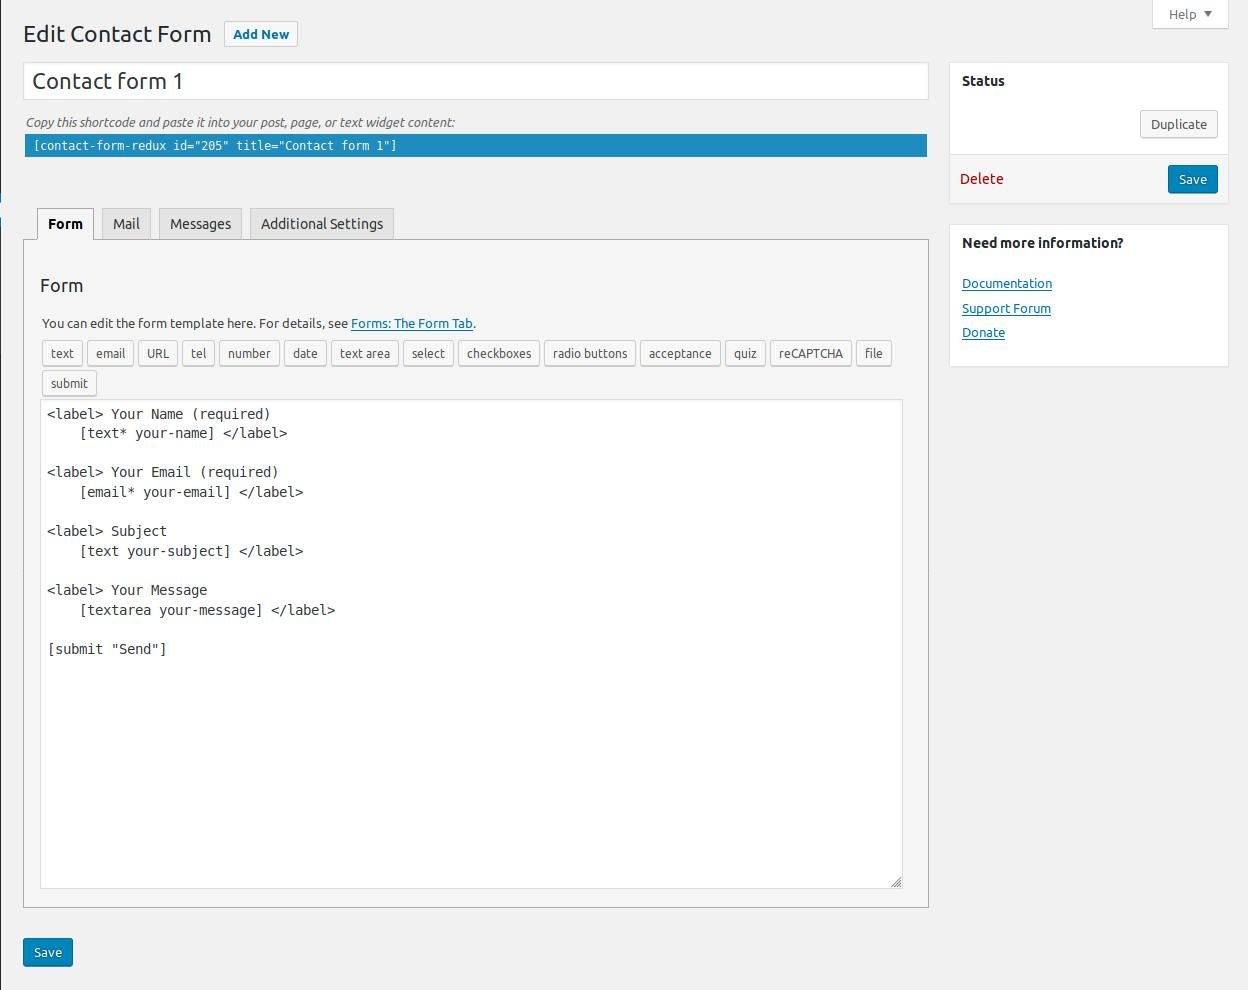 Help
Edit Contact Form Add New
Contact form 1
Copy this shortcode and paste it into your post, page, or text widget content:
[contact-form-redux id="205" title="Contact form 1"]
Form Mail Messages Additional Settings
Form
You can edit the form template here. For details, see Forms: The Form Tab.
text email URL tel number date text area select checkboxes radio buttons acceptance quiz reCAPTCHA file
submit
<label> Your Name (required)
    [text* your-name] </label>

<label> Your Email (required)
    [email* your-email] </label>

<label> Subject
    [text your-subject] </label>

<label> Your Message
    [textarea your-message] </label>

[submit "Send"]
Save
Status
Duplicate
Delete Save
Need more information?
Documentation
Support Forum
Donate